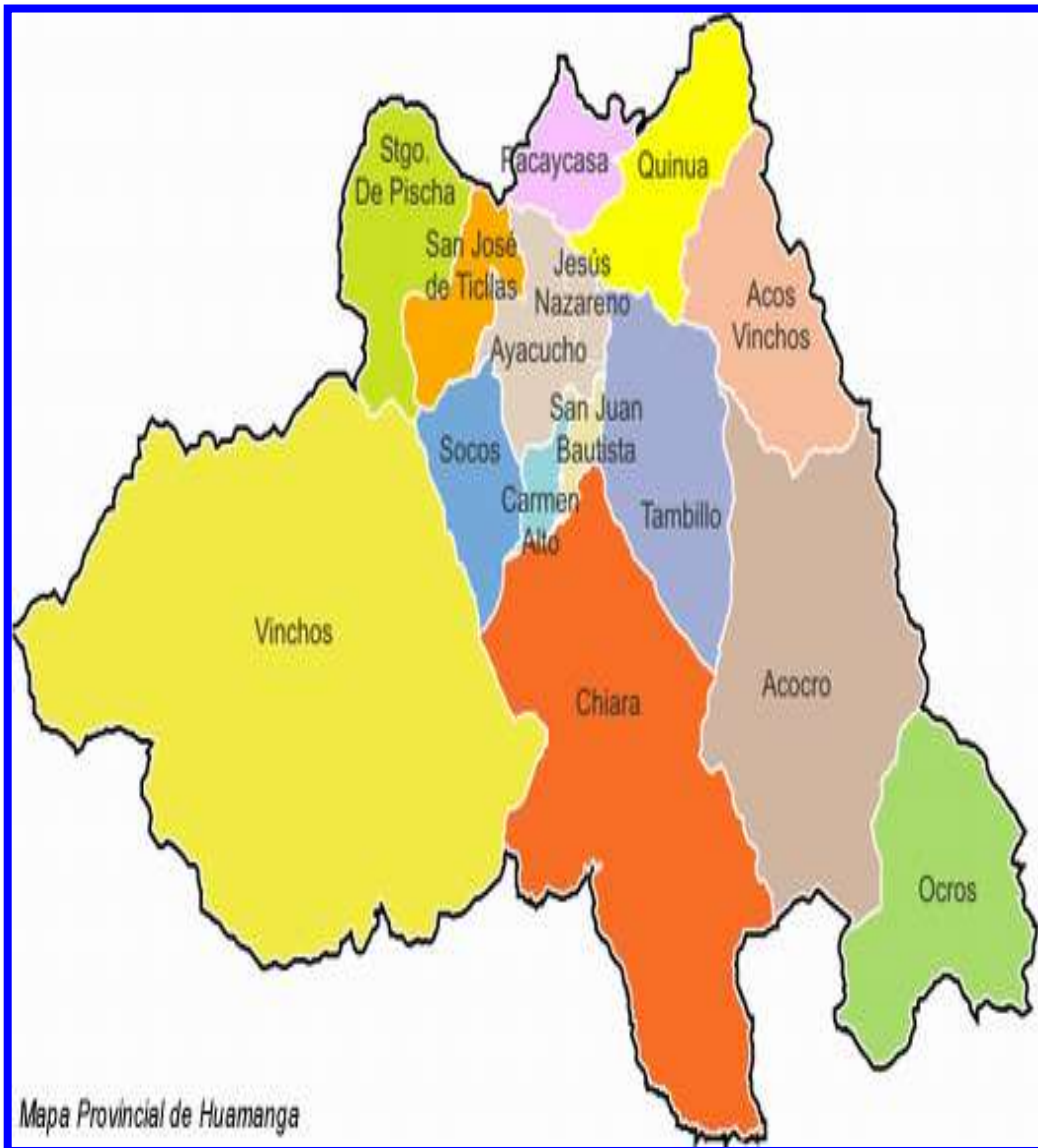 Stgo.
De Pischa
Pacaycasa
Quinua
San José
de Ticllas
Jesús
Nazareno
Acos
Vinchos
Ayacucho
San Juan
Bautista
Socos
Carmen
Alto
Tambillo
Vinchos
Chiara
Acocro
Ocros
Mapa Provincial de Huamanga